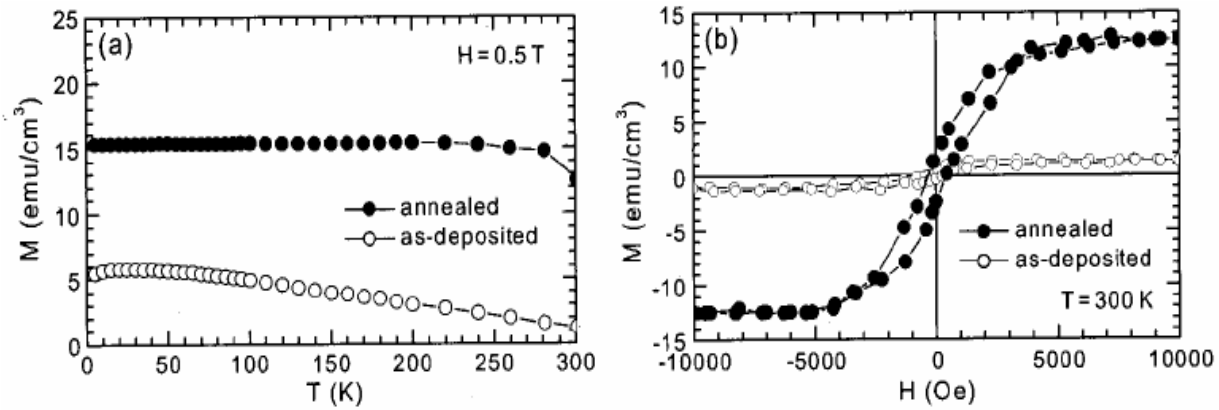 (a)
H = 0.5 T
25
20
15
10
5
0
M (emu/cm³)
annealed
as-deposited
0 50 100 150 200 250 300
T (K)
(b)
15
10
5
0
-5
-10
-15
M (emu/cm³)
annealed
as-deposited
T = 300 K
-10000 -5000 0 5000 10000
H (Oe)